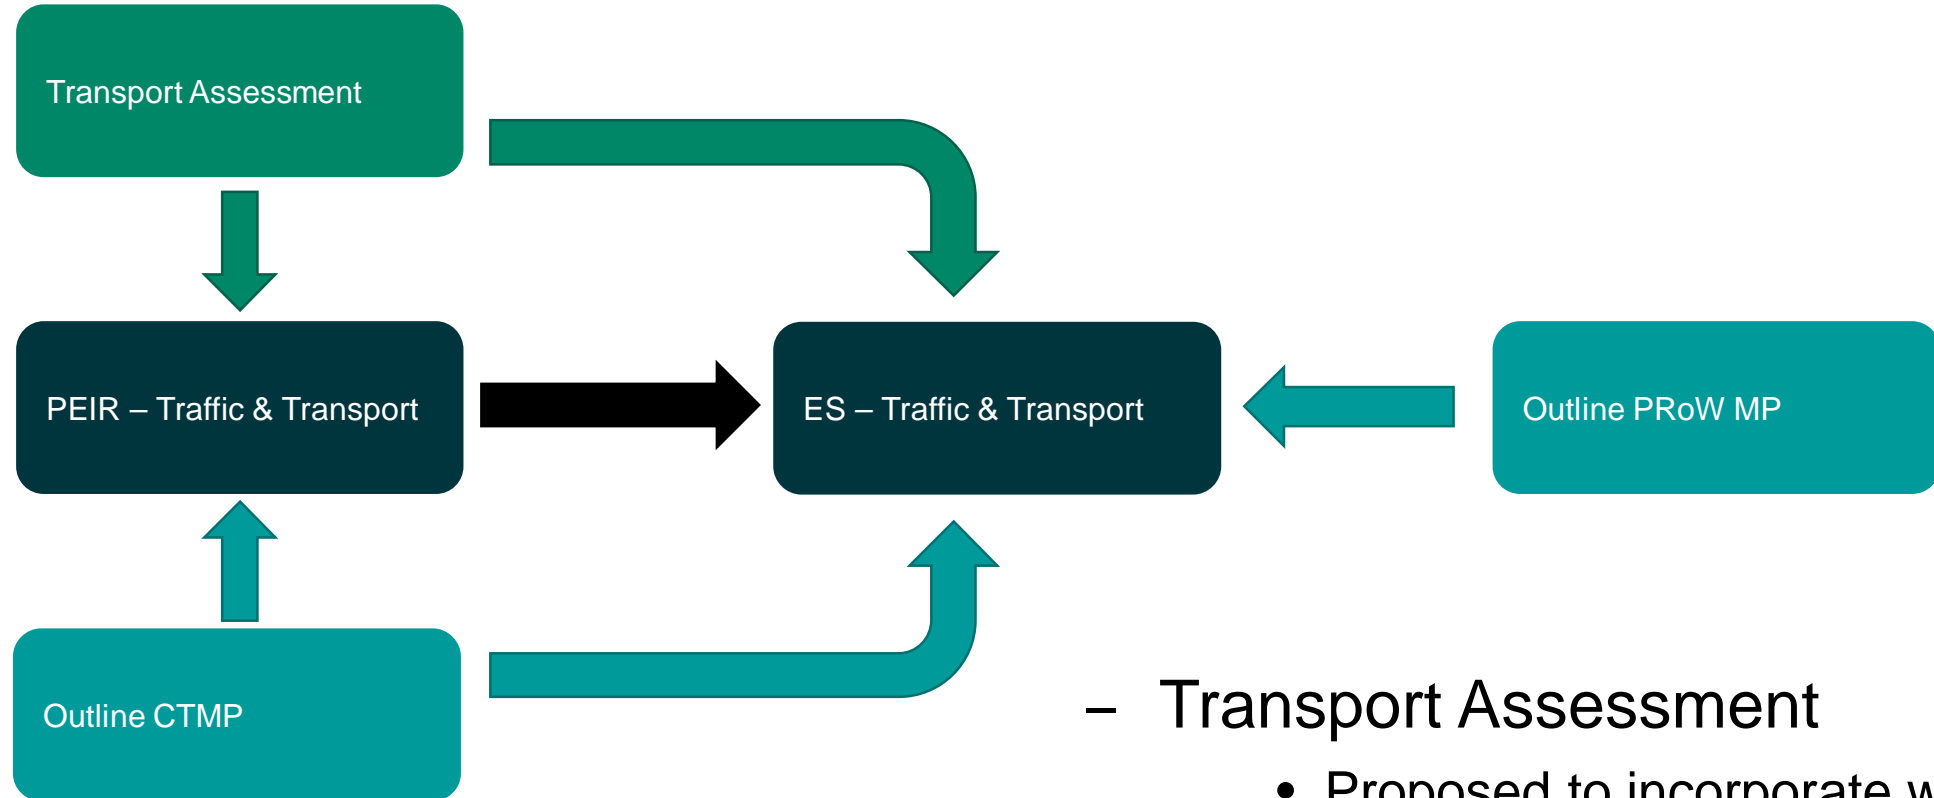 Transport Assessment
PEIR – Traffic & Transport
ES – Traffic & Transport
Outline PRoW MP
Outline CTMP
– Transport Assessment
• Proposed to incorporate w